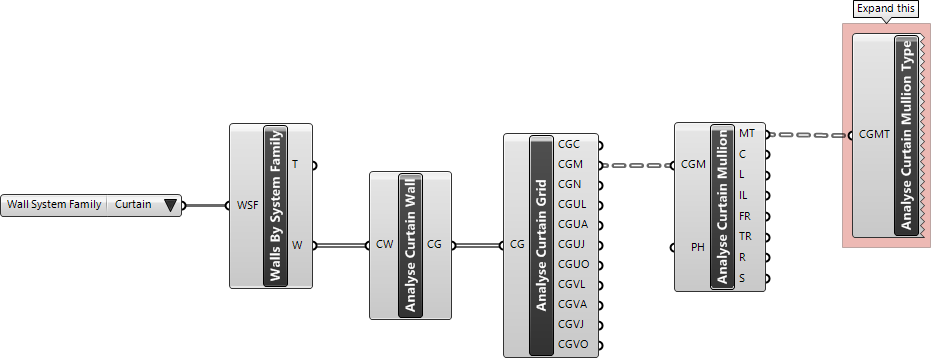 Expand this
Wall System Family
Curtain
WSF
Walls By System Family
T
W
CW
Analyse Curtain Wall
CG
CG
Analyse Curtain Grid
CGC
CGM
CGN
CGUL
CGUA
CGUJ
CGUO
CGVL
CGVA
CGVJ
CGVO
CGM
PH
Analyse Curtain Mullion
MT
C
L
IL
FR
TR
R
S
CGMT
Analyse Curtain Mullion Type